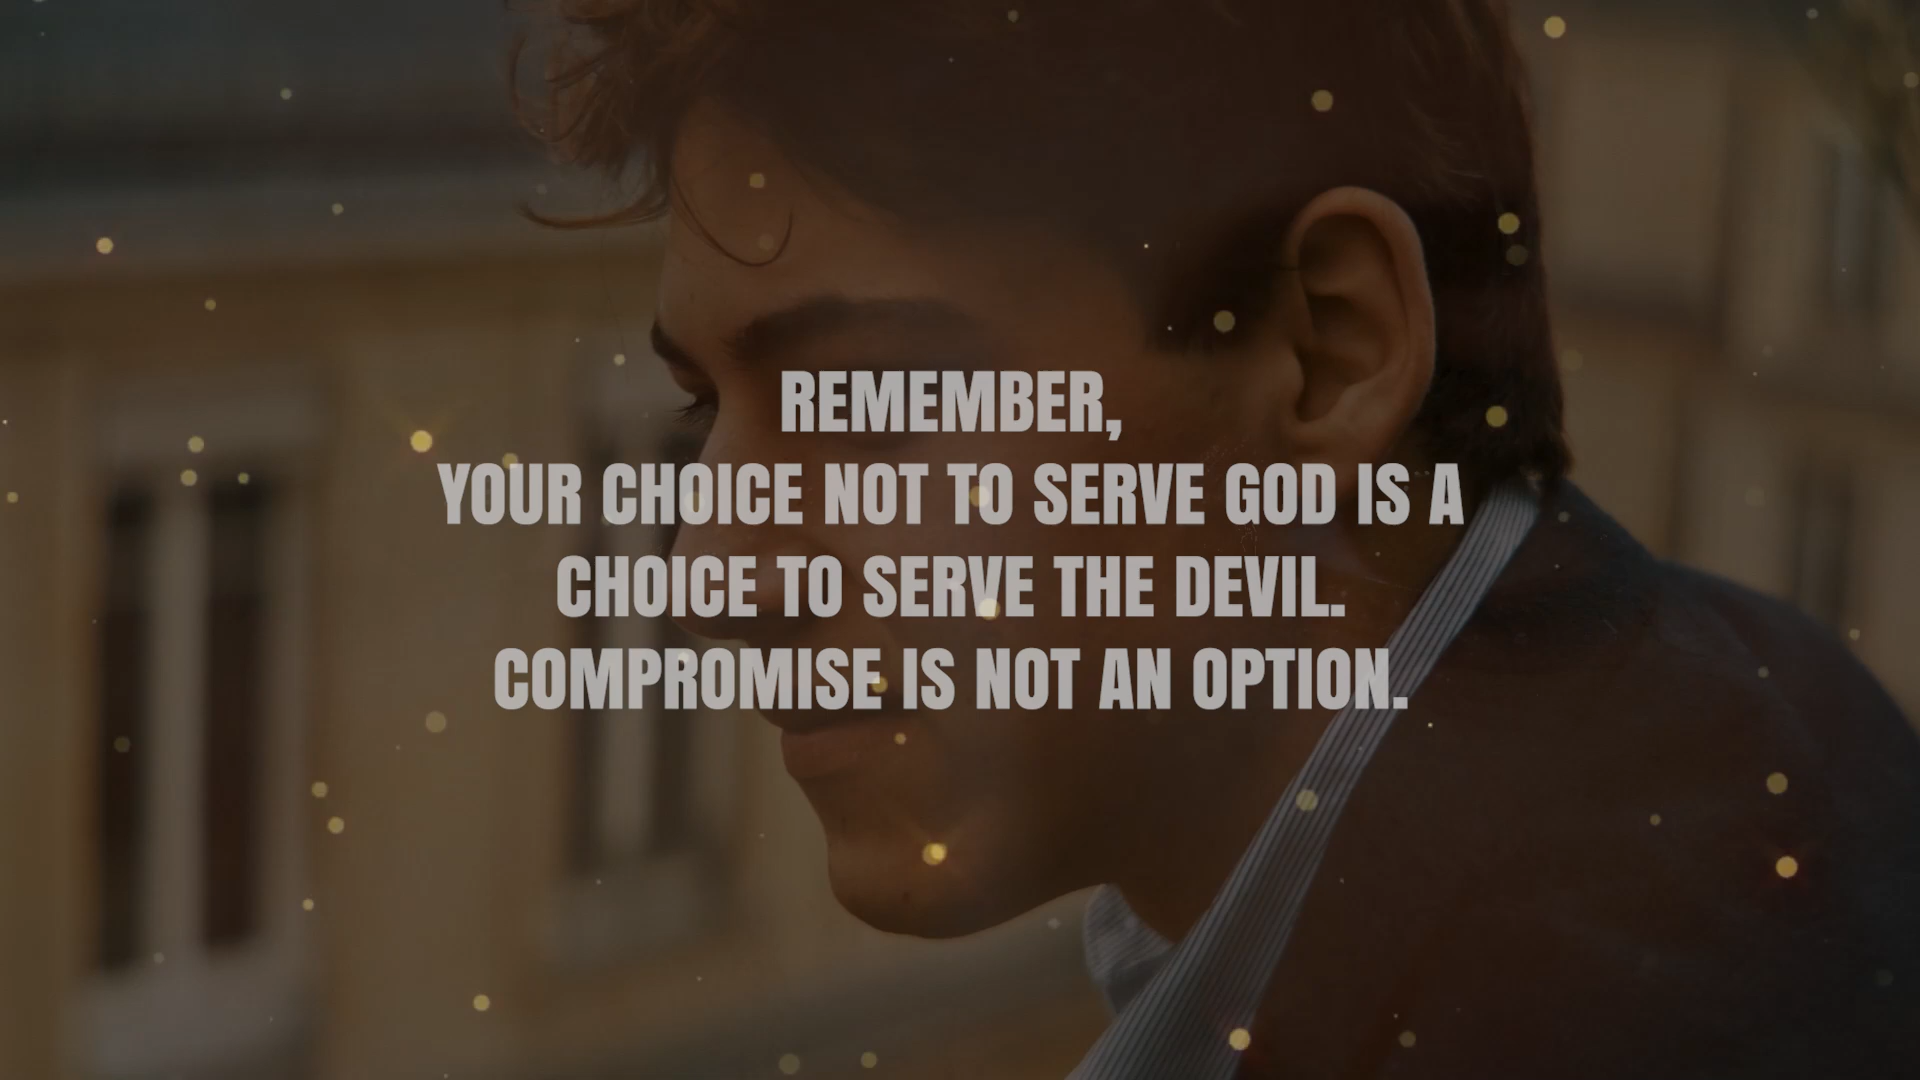 REMEMBER,
YOUR CHOICE NOT TO SERVE GOD IS A
CHOICE TO SERVE THE DEVIL.
COMPROMISE IS NOT AN OPTION.